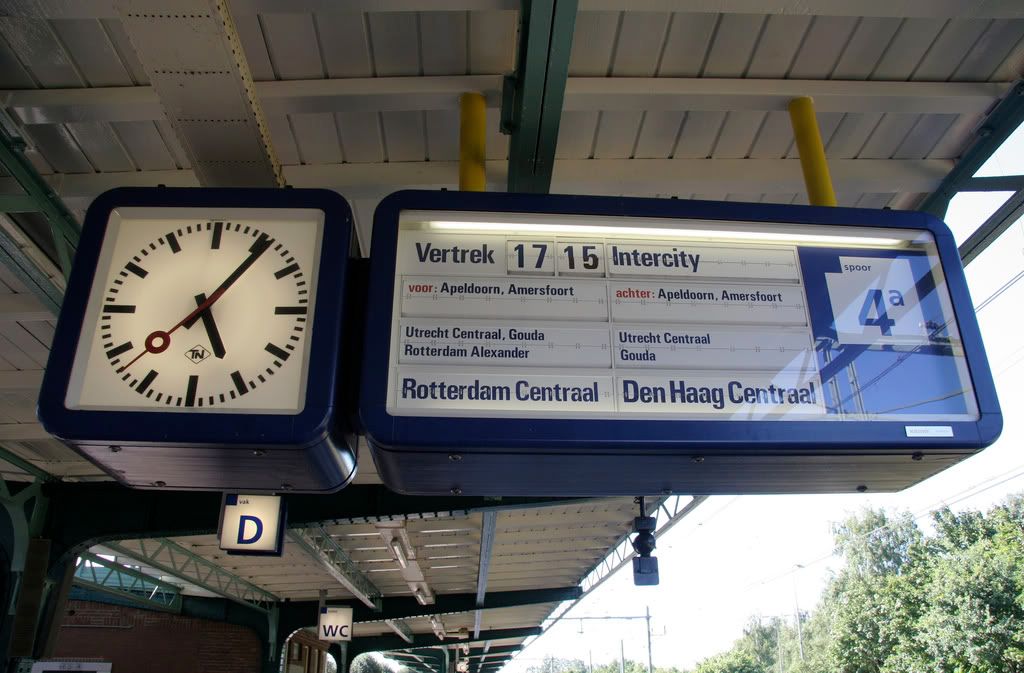 Vertrek 17 15 Intercity
voor: Apeldoorn, Amersfoort
achter: Apeldoorn, Amersfoort
Utrecht Centraal, Gouda
Rotterdam Alexander
Utrecht Centraal
Gouda
Rotterdam Centraal
Den Haag Centraal
spoor
4a
TN
vak
D
WC